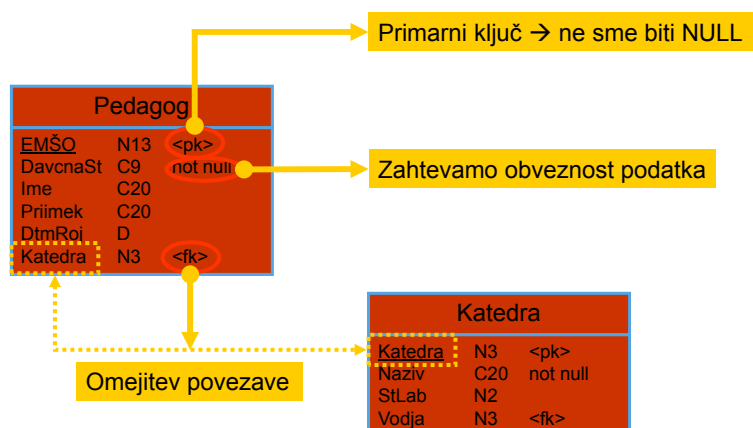 Primarni ključ → ne sme biti NULL
Pedagog
EMŠO N13 <pk>
DavcnaSt C9 not null
Zahtevamo obveznost podatka
Ime C20
Priimek C20
DtmRoj D
Katedra N3 <fk>
Katedra
Katedra N3 <pk>
Omejitev povezave
Naziv C20 not null
StLab N2
Vodja N3 <fk>